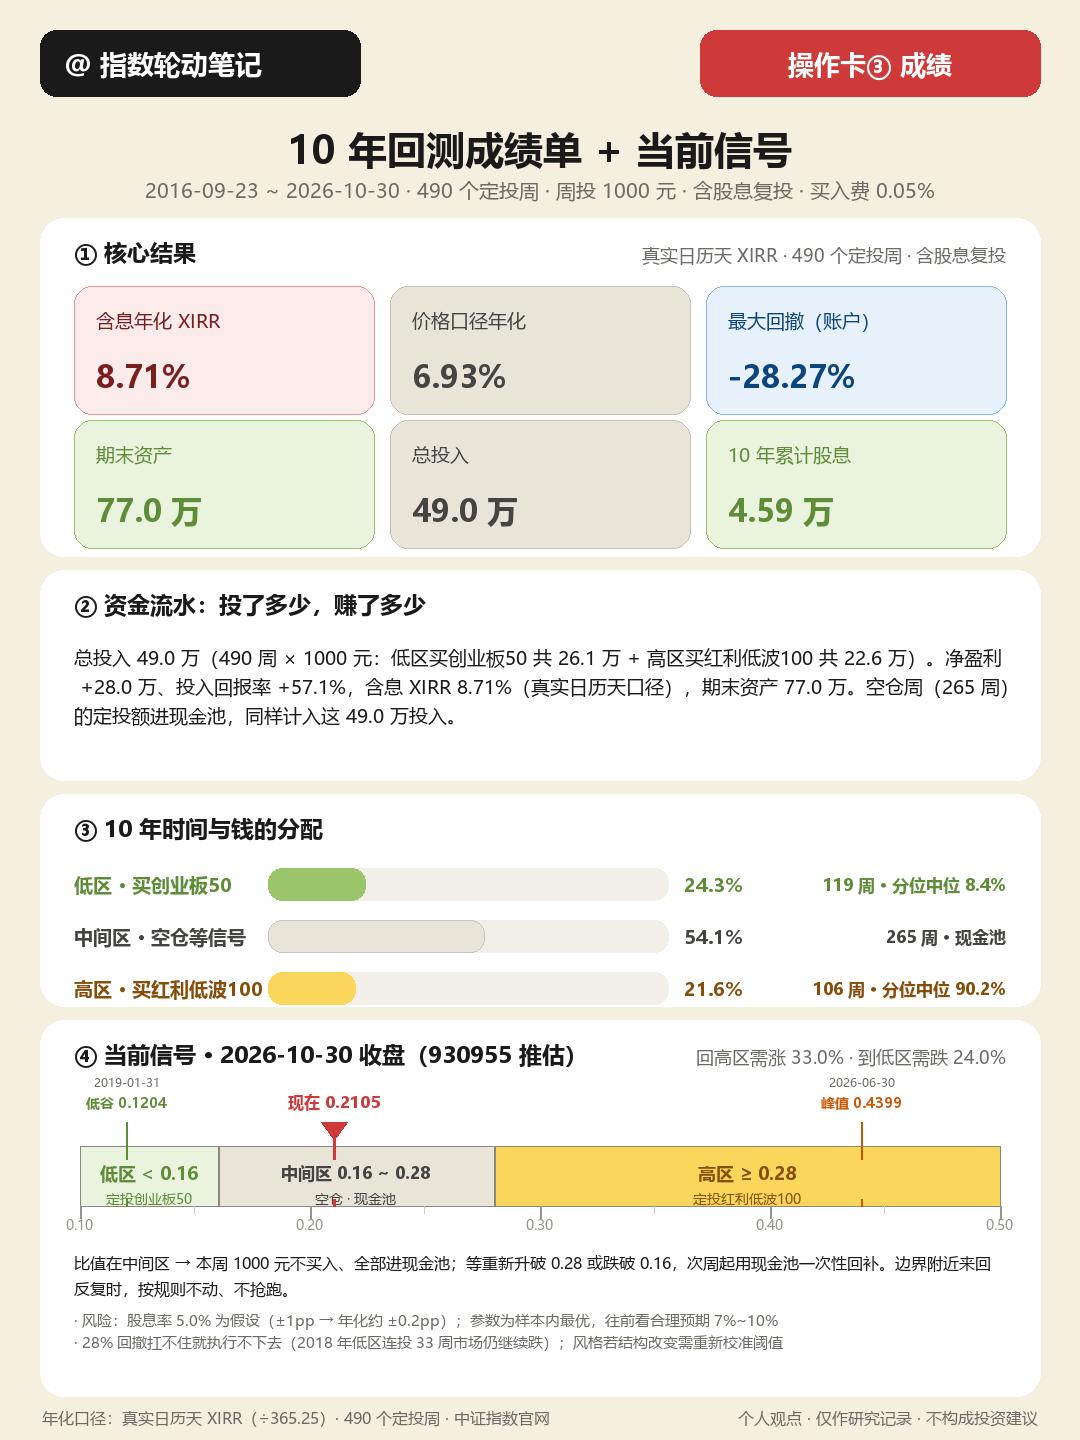 @ 指数轮动笔记
操作卡③ 成绩
10 年回测成绩单 + 当前信号
2016-09-23 ~ 2026-10-30 · 490 个定投周 · 周投 1000 元 · 含股息复投 · 买入费 0.05%
① 核心结果
真实日历天 XIRR · 490 个定投周 · 含股息复投
含息年化 XIRR
8.71%
价格口径年化
6.93%
最大回撤（账户）
-28.27%
期末资产
77.0 万
总投入
49.0 万
10 年累计股息
4.59 万
② 资金流水：投了多少，赚了多少
总投入 49.0 万（490 周 × 1000 元：低区买创业板50 共 26.1 万 + 高区买红利低波100 共 22.6 万）。净盈利
+28.0 万、投入回报率 +57.1%，含息 XIRR 8.71%（真实日历天口径），期末资产 77.0 万。空仓周（265 周）
的定投额进现金池，同样计入这 49.0 万投入。
③ 10 年时间与钱的分配
低区 • 买创业板50
24.3%
119 周 • 分位中位 8.4%
中间区 • 空仓等信号
54.1%
265 周 • 现金池
高区 • 买红利低波100
21.6%
106 周 • 分位中位 90.2%
④ 当前信号 • 2026-10-30 收盘（930955 推估）
回高区需涨 33.0% · 到低区需跌 24.0%
2019-01-31
低谷 0.1204
现在 0.2105
2026-06-30
峰值 0.4399
低区 < 0.16
定投创业板50
中间区 0.16 ~ 0.28
空仓 · 现金池
高区 ≥ 0.28
定投红利低波100
0.10
0.20
0.30
0.40
0.50
比值在中间区 → 本周 1000 元不买入、全部进现金池；等重新升破 0.28 或跌破 0.16，次周起用现金池一次性回补。边界附近来回
反复时，按规则不动、不抢跑。
· 风险：股息率 5.0% 为假设（±1pp → 年化约 ±0.2pp）；参数为样本内最优，往前看合理预期 7%~10%
· 28% 回撤扛不住就执行不下去（2018 年低区连投 33 周市场仍继续跌）；风格若结构改变需重新校准阈值
年化口径：真实日历天 XIRR（÷365.25）· 490 个定投周 · 中证指数官网
个人观点 · 仅作研究记录 · 不构成投资建议